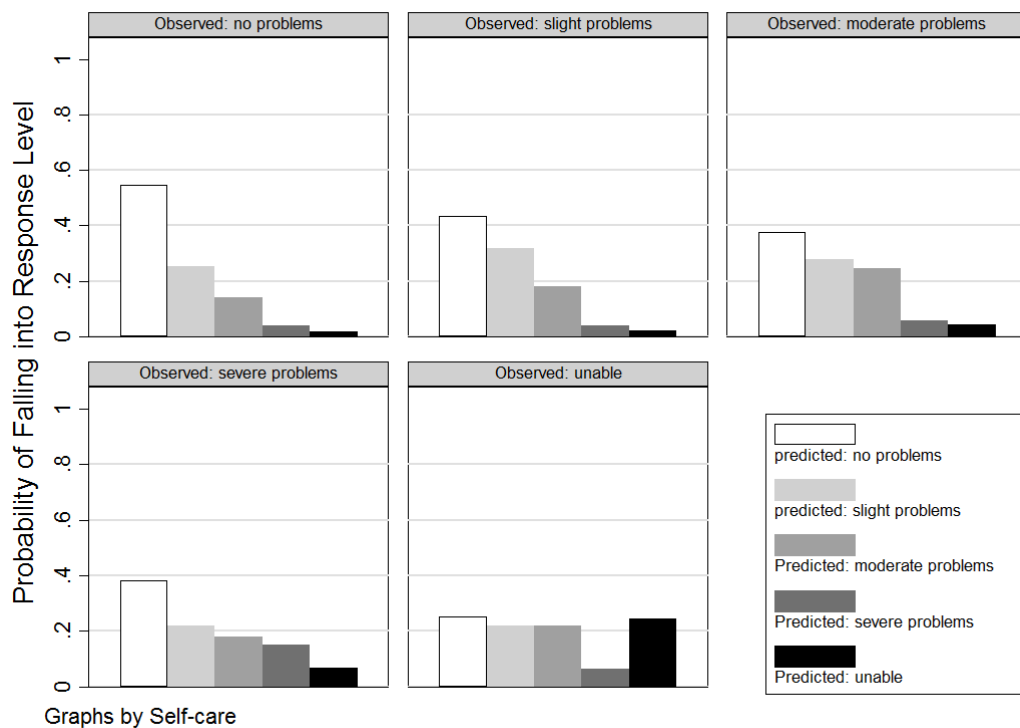 Observed: no problems
Observed: slight problems
Observed: moderate problems
Probability of Falling into Response Level
1
.8
.6
.4
.2
0
Observed: severe problems
Observed: unable
1
.8
.6
.4
.2
0
predicted: no problems
predicted: slight problems
Predicted: moderate problems
Predicted: severe problems
Predicted: unable
Graphs by Self-care